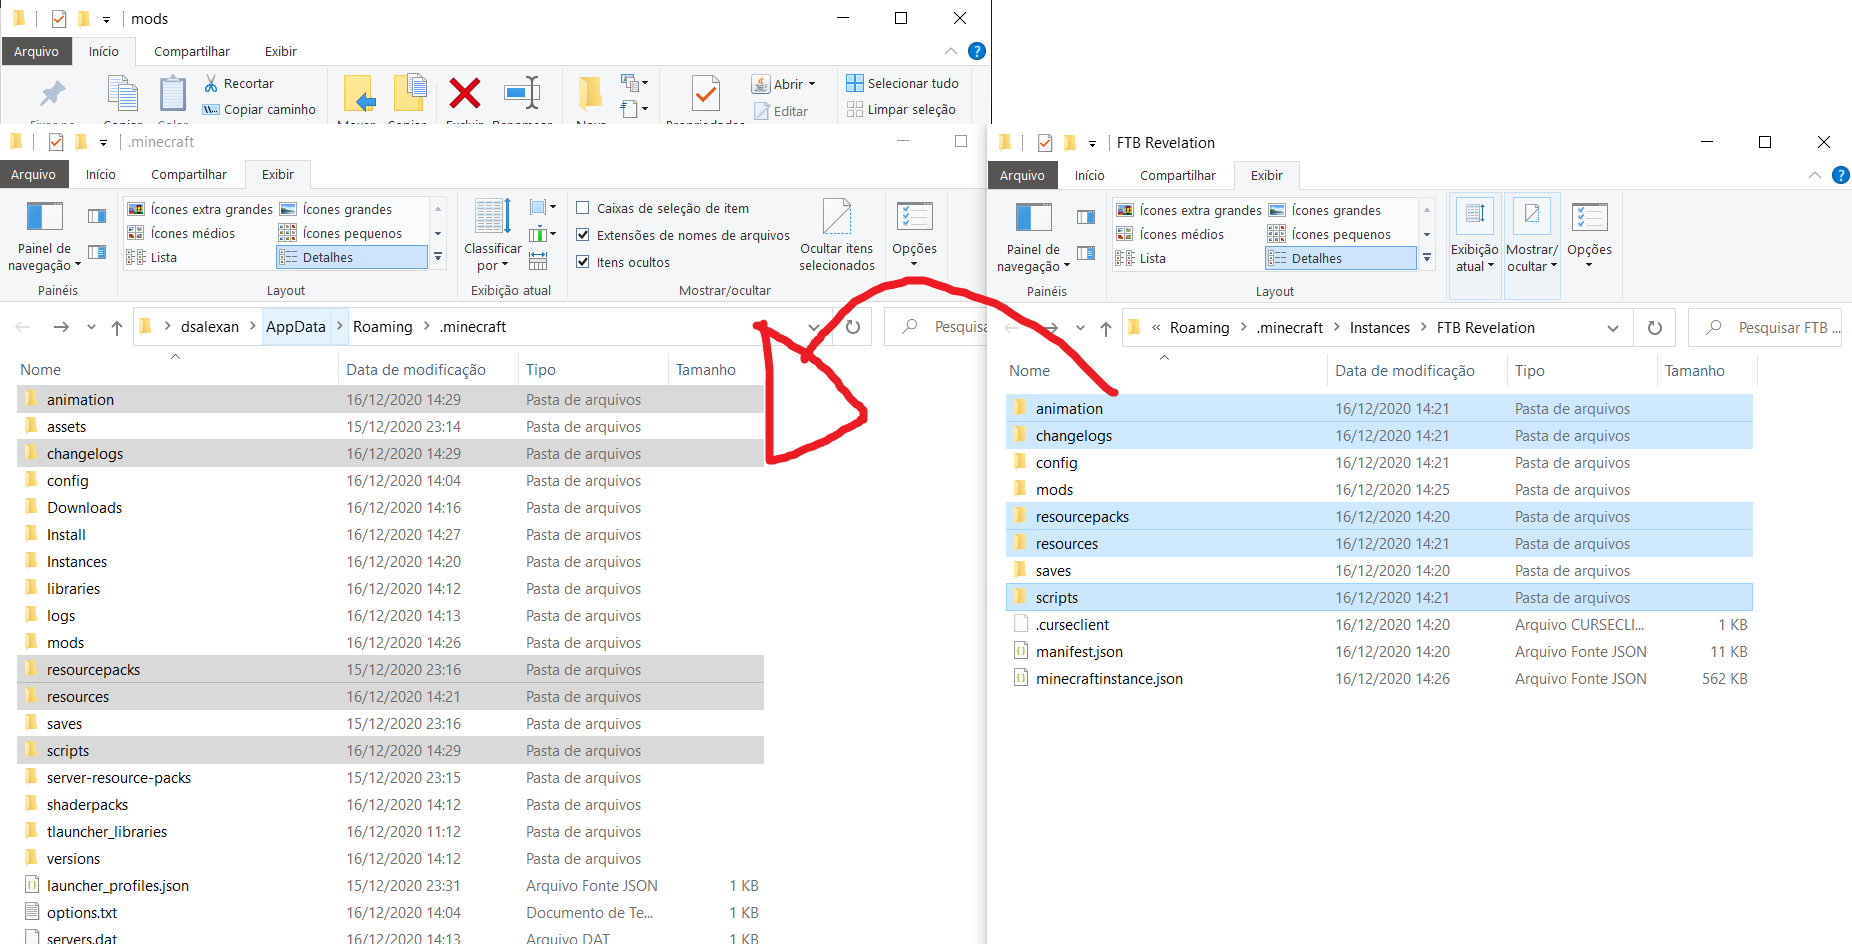 mods
Arquivo Início Compartilhar Exibir
Recortar
Copiar caminho
Abrir
Editar
Selecionar tudo
Limpar seleção
.minecraft
Arquivo Início Compartilhar Exibir
Painel de navegação
Ícones extra grandes Ícones grandes
Ícones médios Ícones pequenos
Lista Detalhes
Classificar por
Caixas de seleção de item
Extensões de nomes de arquivos
Itens ocultos
Ocultar itens selecionados
Opções
Painéis Layout Exibição atual Mostrar/ocultar
dsalexan AppData Roaming .minecraft
Nome Data de modificação Tipo Tamanho
animation 16/12/2020 14:29 Pasta de arquivos
assets 15/12/2020 23:14 Pasta de arquivos
changelogs 16/12/2020 14:29 Pasta de arquivos
config 16/12/2020 14:04 Pasta de arquivos
Downloads 16/12/2020 14:16 Pasta de arquivos
Install 16/12/2020 14:27 Pasta de arquivos
Instances 16/12/2020 14:20 Pasta de arquivos
libraries 16/12/2020 14:12 Pasta de arquivos
logs 16/12/2020 14:13 Pasta de arquivos
mods 16/12/2020 14:26 Pasta de arquivos
resourcepacks 15/12/2020 23:16 Pasta de arquivos
resources 16/12/2020 14:21 Pasta de arquivos
saves 15/12/2020 23:16 Pasta de arquivos
scripts 16/12/2020 14:29 Pasta de arquivos
server-resource-packs 15/12/2020 23:15 Pasta de arquivos
shaderpacks 16/12/2020 14:12 Pasta de arquivos
tlauncher_libraries 16/12/2020 11:12 Pasta de arquivos
versions 16/12/2020 14:12 Pasta de arquivos
launcher_profiles.json 15/12/2020 23:31 Arquivo Fonte JSON 1 KB
options.txt 16/12/2020 14:04 Documento de Te... 1 KB
servers.dat 16/12/2020 14:13 Arquivo DAT 1 KB
FTB Revelation
Arquivo Início Compartilhar Exibir
Painel de navegação
Ícones extra grandes Ícones grandes
Ícones médios Ícones pequenos
Lista Detalhes
Exibição atual
Mostrar/ ocultar
Opções
Painéis Layout
« Roaming .minecraft Instances FTB Revelation Pesquisar FTB ...
Nome Data de modificação Tipo Tamanho
animation 16/12/2020 14:21 Pasta de arquivos
changelogs 16/12/2020 14:21 Pasta de arquivos
config 16/12/2020 14:21 Pasta de arquivos
mods 16/12/2020 14:25 Pasta de arquivos
resourcepacks 16/12/2020 14:20 Pasta de arquivos
resources 16/12/2020 14:21 Pasta de arquivos
saves 16/12/2020 14:20 Pasta de arquivos
scripts 16/12/2020 14:21 Pasta de arquivos
.curseclient 16/12/2020 14:20 Arquivo CURSECLI... 1 KB
manifest.json 16/12/2020 14:20 Arquivo Fonte JSON 11 KB
minecraftinstance.json 16/12/2020 14:26 Arquivo Fonte JSON 562 KB